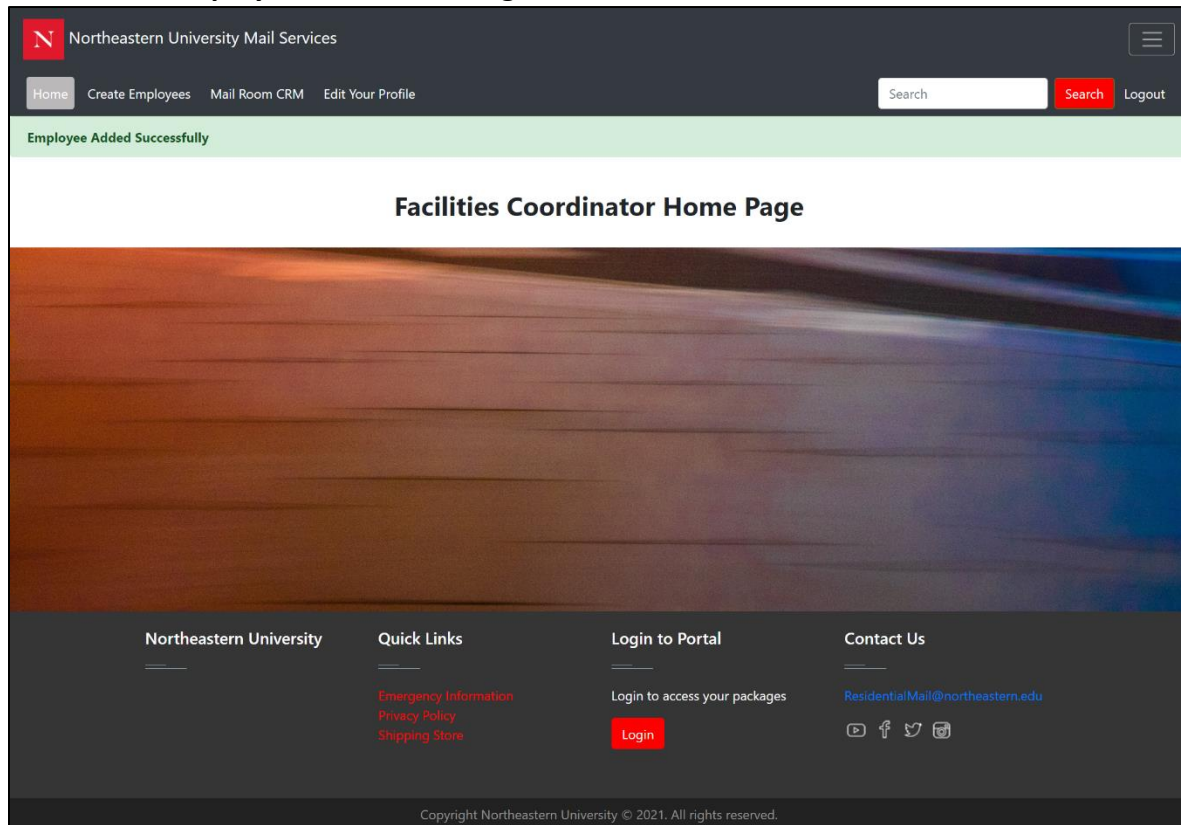 N Northeastern University Mail Services
Home Create Employees Mail Room CRM Edit Your Profile Search Search Logout
Employee Added Successfully
Facilities Coordinator Home Page
Northeastern University
Quick Links
Emergency Information
Privacy Policy
Shipping Store
Login to Portal
Login to access your packages
Login
Contact Us
ResidentialMail@northeastern.edu
Copyright Northeastern University © 2021. All rights reserved.